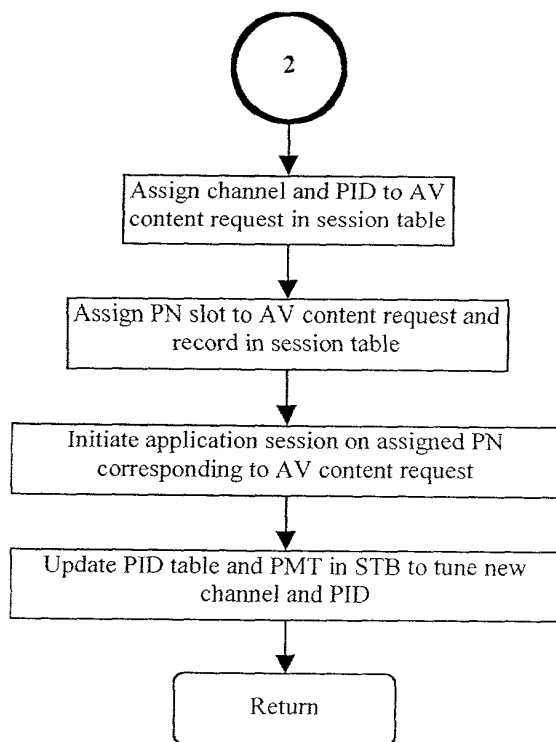 2
Assign channel and PID to AV
content request in session table
Assign PN slot to AV content request and
record in session table
Initiate application session on assigned PN
corresponding to AV content request
Update PID table and PMT in STB to tune new
channel and PID
Return